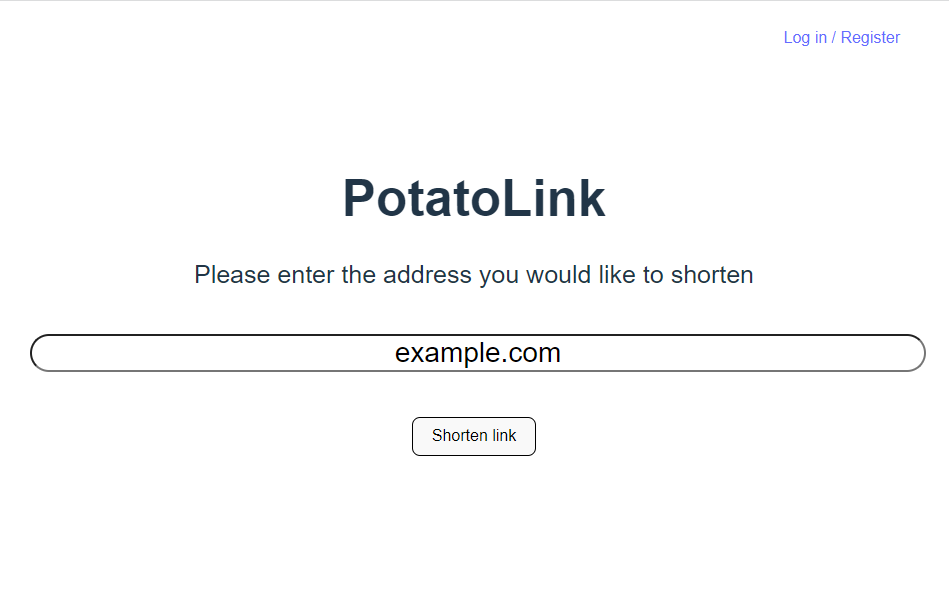 Log in / Register
PotatoLink
Please enter the address you would like to shorten
example.com
Shorten link